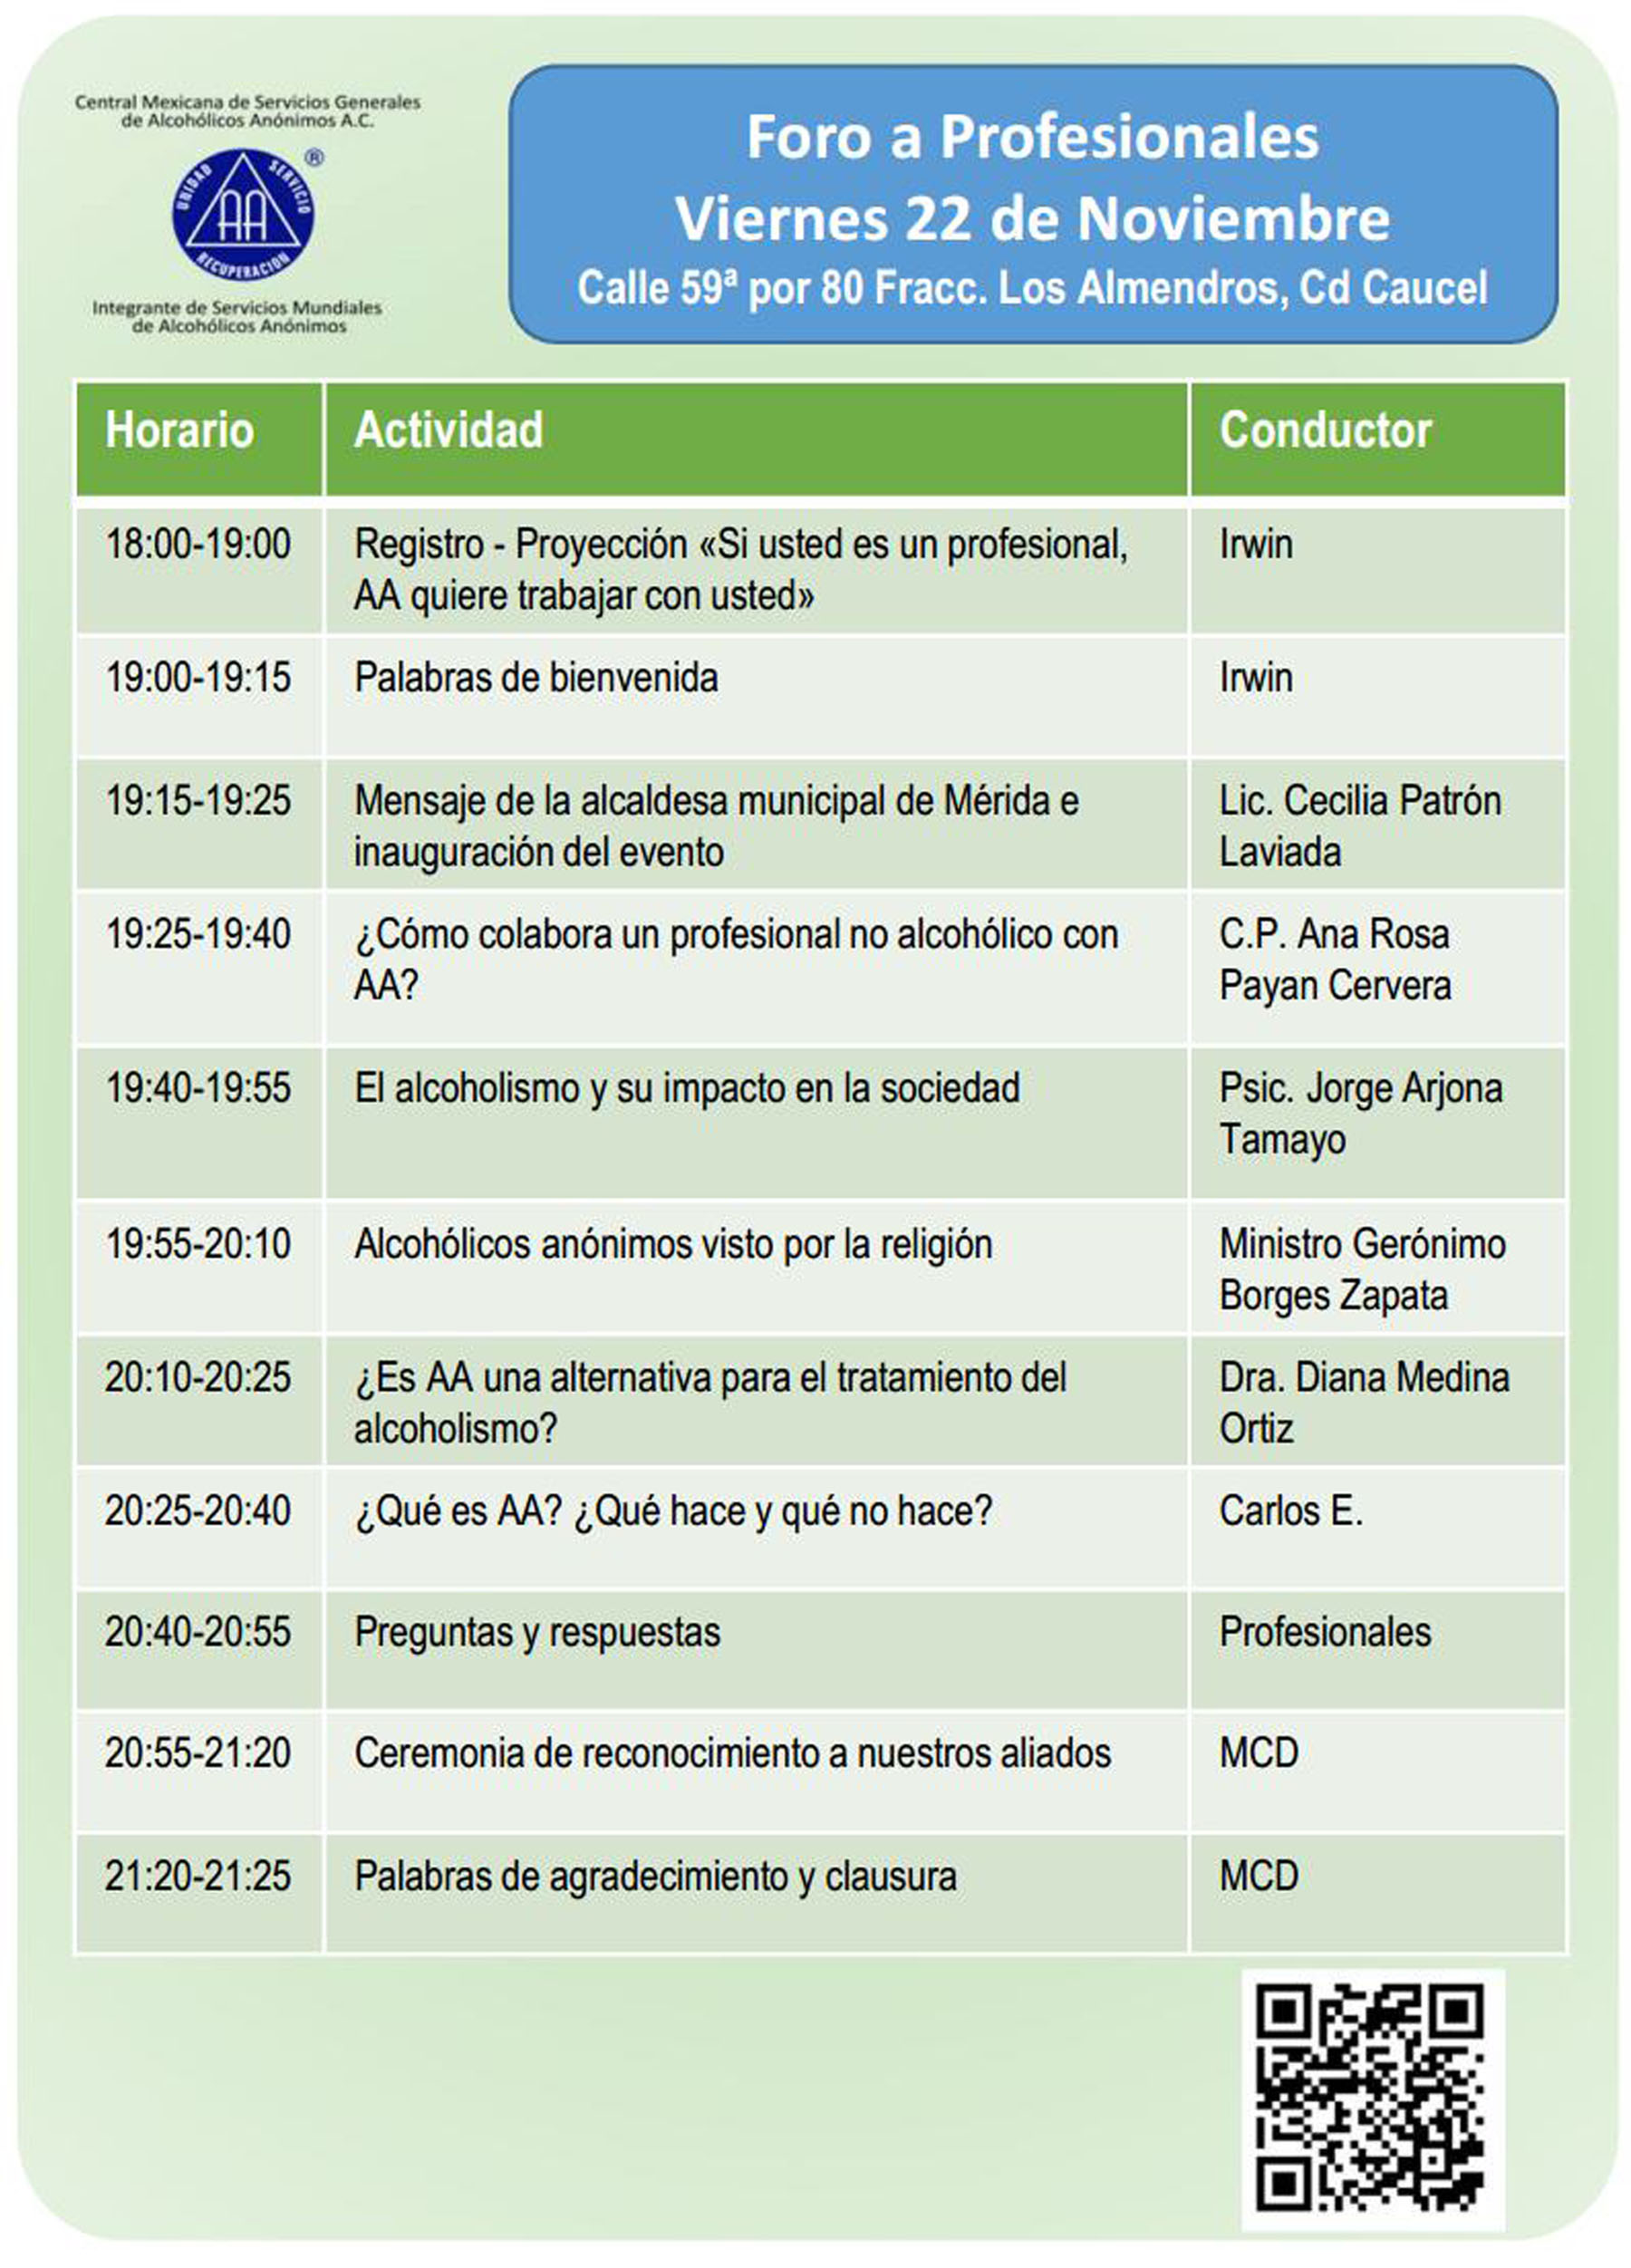 Central Mexicana de Servicios Generales
de Alcohólicos Anónimos A.C.
®
UNIDAD SERVICIO
AA
RECUPERACION
Integrante de Servicios Mundiales
de Alcohólicos Anónimos
Foro a Profesionales
Viernes 22 de Noviembre
Calle 59ª por 80 Fracc. Los Almendros, Cd Caucel
Horario Actividad Conductor
18:00-19:00 Registro - Proyección «Si usted es un profesional, Irwin
AA quiere trabajar con usted»
19:00-19:15 Palabras de bienvenida Irwin
19:15-19:25 Mensaje de la alcaldesa municipal de Mérida e Lic. Cecilia Patrón
inauguración del evento Laviada
19:25-19:40 ¿Cómo colabora un profesional no alcohólico con C.P. Ana Rosa
AA? Payan Cervera
19:40-19:55 El alcoholismo y su impacto en la sociedad Psic. Jorge Arjona
Tamayo
19:55-20:10 Alcohólicos anónimos visto por la religión Ministro Gerónimo
Borges Zapata
20:10-20:25 ¿Es AA una alternativa para el tratamiento del Dra. Diana Medina
alcoholismo? Ortiz
20:25-20:40 ¿Qué es AA? ¿Qué hace y qué no hace? Carlos E.
20:40-20:55 Preguntas y respuestas Profesionales
20:55-21:20 Ceremonia de reconocimiento a nuestros aliados MCD
21:20-21:25 Palabras de agradecimiento y clausura MCD